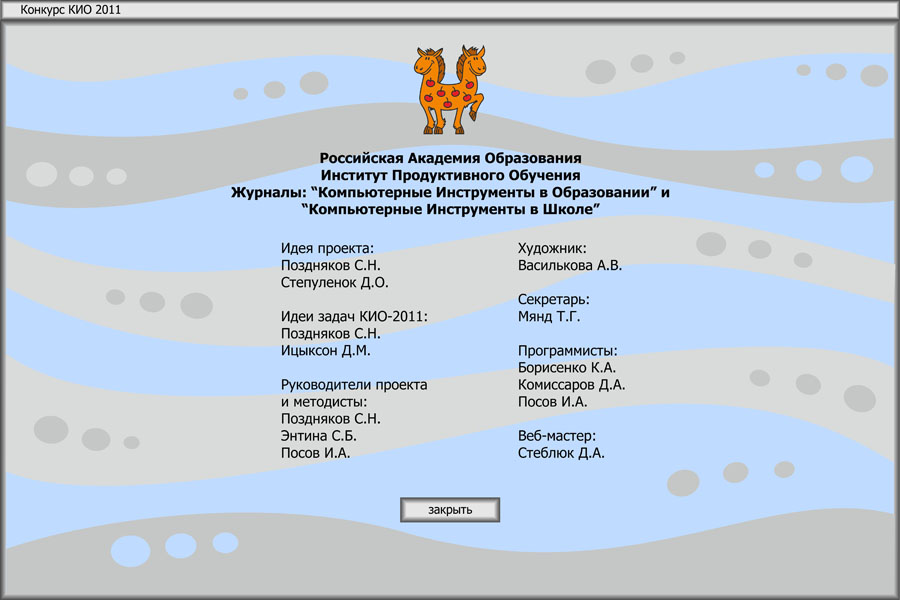 Конкурс КИО 2011
Российская Академия Образования
Институт Продуктивного Обучения
Журналы: “Компьютерные Инструменты в Образовании” и
“Компьютерные Инструменты в Школе”
Идея проекта:
Поздняков С.Н.
Степуленок Д.О.
Идеи задач КИО-2011:
Поздняков С.Н.
Ицыксон Д.М.
Руководители проекта
и методисты:
Поздняков С.Н.
Энтина С.Б.
Посов И.А.
Художник:
Василькова А.В.
Секретарь:
Мянд Т.Г.
Программисты:
Борисенко К.А.
Комиссаров Д.А.
Посов И.А.
Веб-мастер:
Стеблюк Д.А.
закрыть